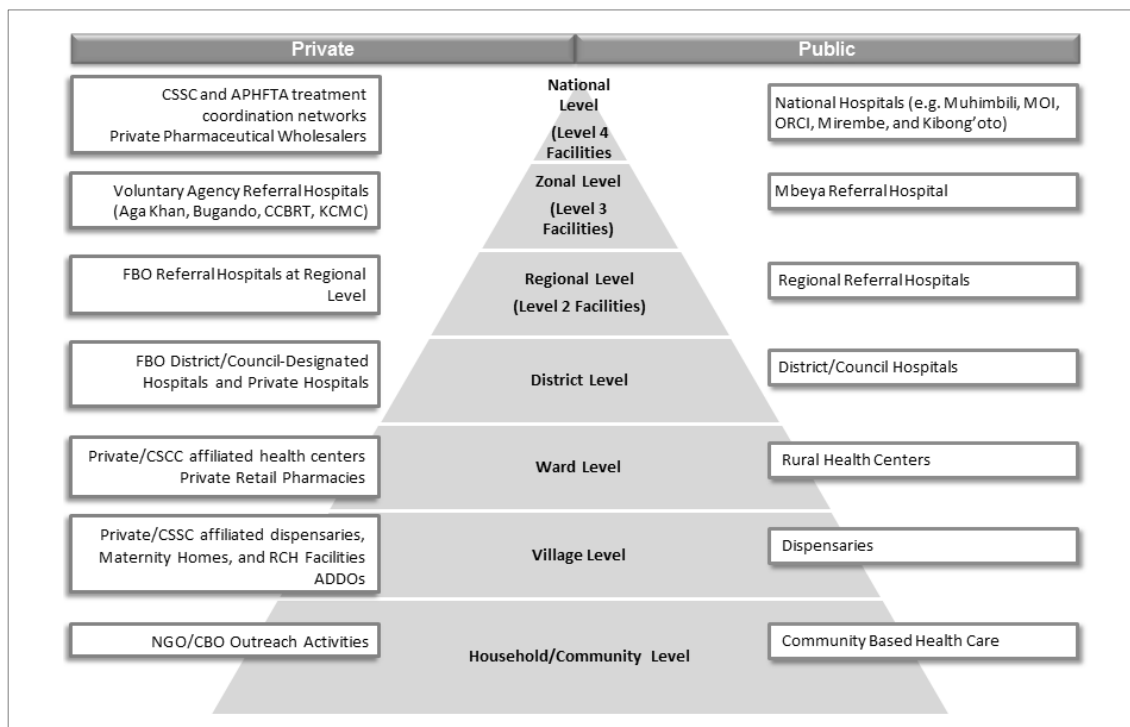 Private
Public
CSSC and APHFTA treatment
coordination networks
Private Pharmaceutical Wholesalers
National
Level
(Level 4
Facilities
National Hospitals (e.g. Muhimbili, MOI,
ORCI, Mirembe, and Kibong’oto)
Voluntary Agency Referral Hospitals
(Aga Khan, Bugando, CCBRT, KCMC)
Zonal Level
(Level 3
Facilities)
Mbeya Referral Hospital
FBO Referral Hospitals at Regional
Level
Regional Level
(Level 2 Facilities)
Regional Referral Hospitals
FBO District/Council-Designated
Hospitals and Private Hospitals
District Level
District/Council Hospitals
Private/CSCC affiliated health centers
Private Retail Pharmacies
Ward Level
Rural Health Centers
Private/CSSC affiliated dispensaries,
Maternity Homes, and RCH Facilities
ADDOs
Village Level
Dispensaries
NGO/CBO Outreach Activities
Household/Community Level
Community Based Health Care